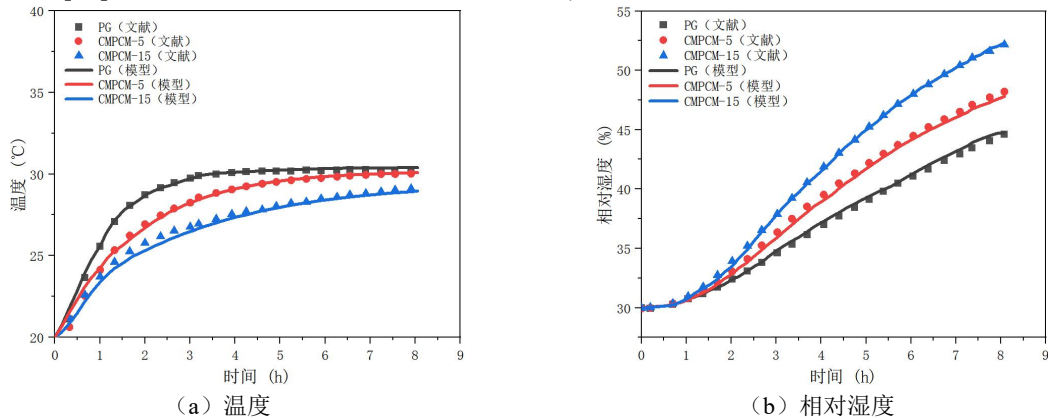 PG（文献）
CMPCM-5（文献）
CMPCM-15（文献）
PG（模型）
CMPCM-5（模型）
CMPCM-15（模型）
温度（℃）
40
35
30
25
20
0 1 2 3 4 5 6 7 8 9
时间（h）
（a）温度
PG（文献）
CMPCM-5（文献）
CMPCM-15（文献）
PG（模型）
CMPCM-5（模型）
CMPCM-15（模型）
相对湿度（%）
55
50
45
40
35
30
0 1 2 3 4 5 6 7 8 9
时间（h）
（b）相对湿度